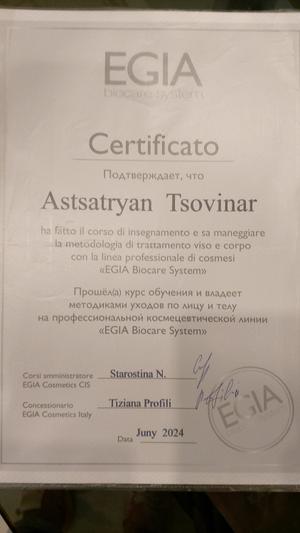 EGIA
biocare system
Certificato
Подтверждает, что
Astsatryan Tsovinar
ha fatto il corso di insegnamento e sa maneggiare
la metodologia di trattamento viso e corpo
con la linea professionale di cosmesi
«EGIA Biocare System»
Прошёл(а) курс обучения и владеет
методиками уходов по лицу и телу
на профессиональной космецевтической линии
«EGIA Biocare System»
Corsi amministratore Starostina N.
EGIA Cosmetics CIS
Concessionario Tiziana Profili
EGIA Cosmetics Italy
EGIA
Data Juny 2024